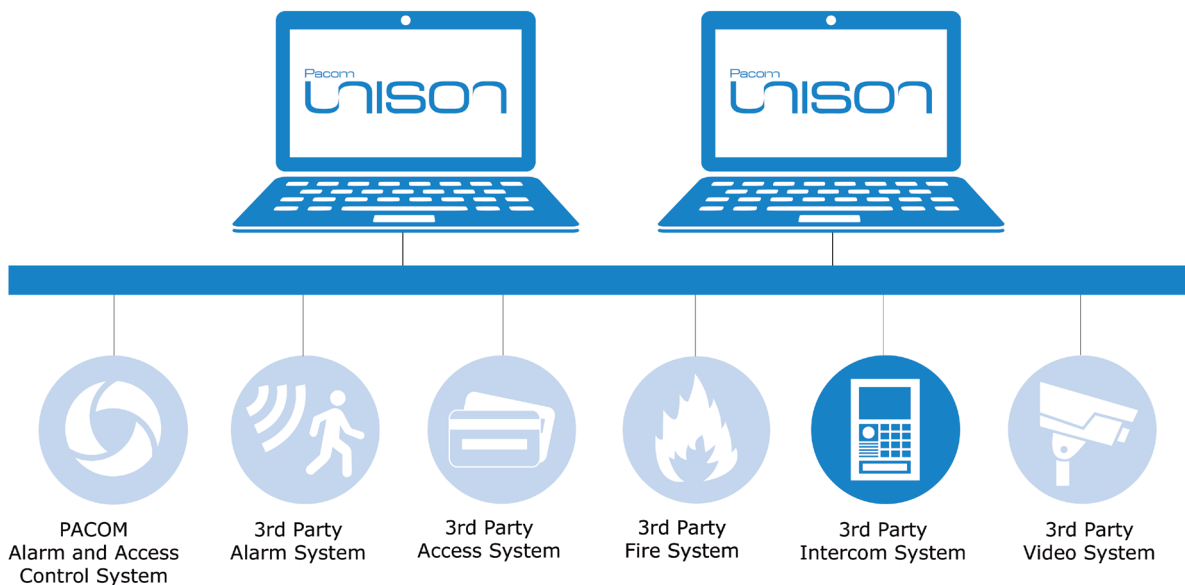 Pacom
UNISON
Pacom
UNISON
PACOM
Alarm and Access
Control System
3rd Party
Alarm System
3rd Party
Access System
3rd Party
Fire System
3rd Party
Intercom System
3rd Party
Video System